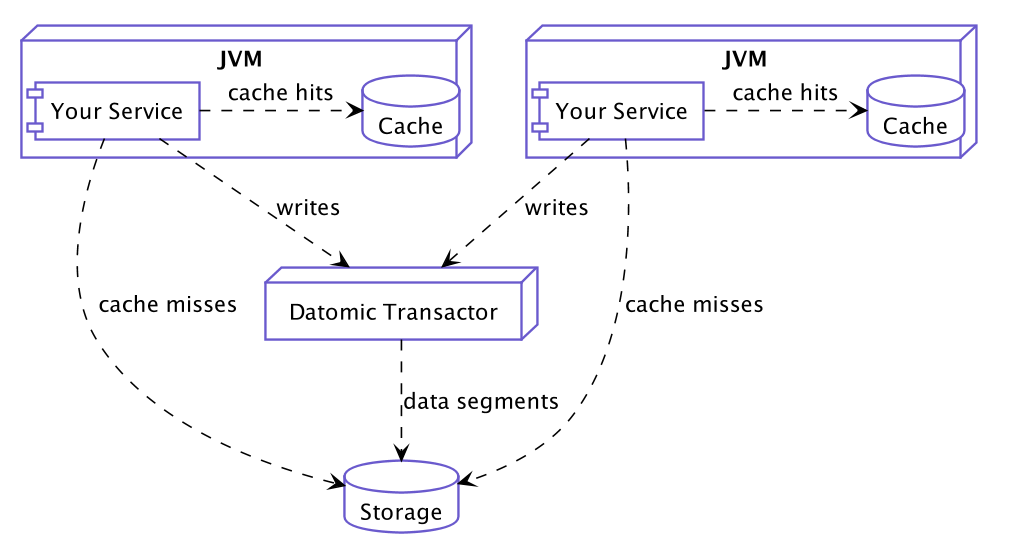 JVM
JVM
cache hits
cache hits
Your Service
Cache
Your Service
Cache
writes
writes
cache misses
Datomic Transactor
cache misses
data segments
Storage